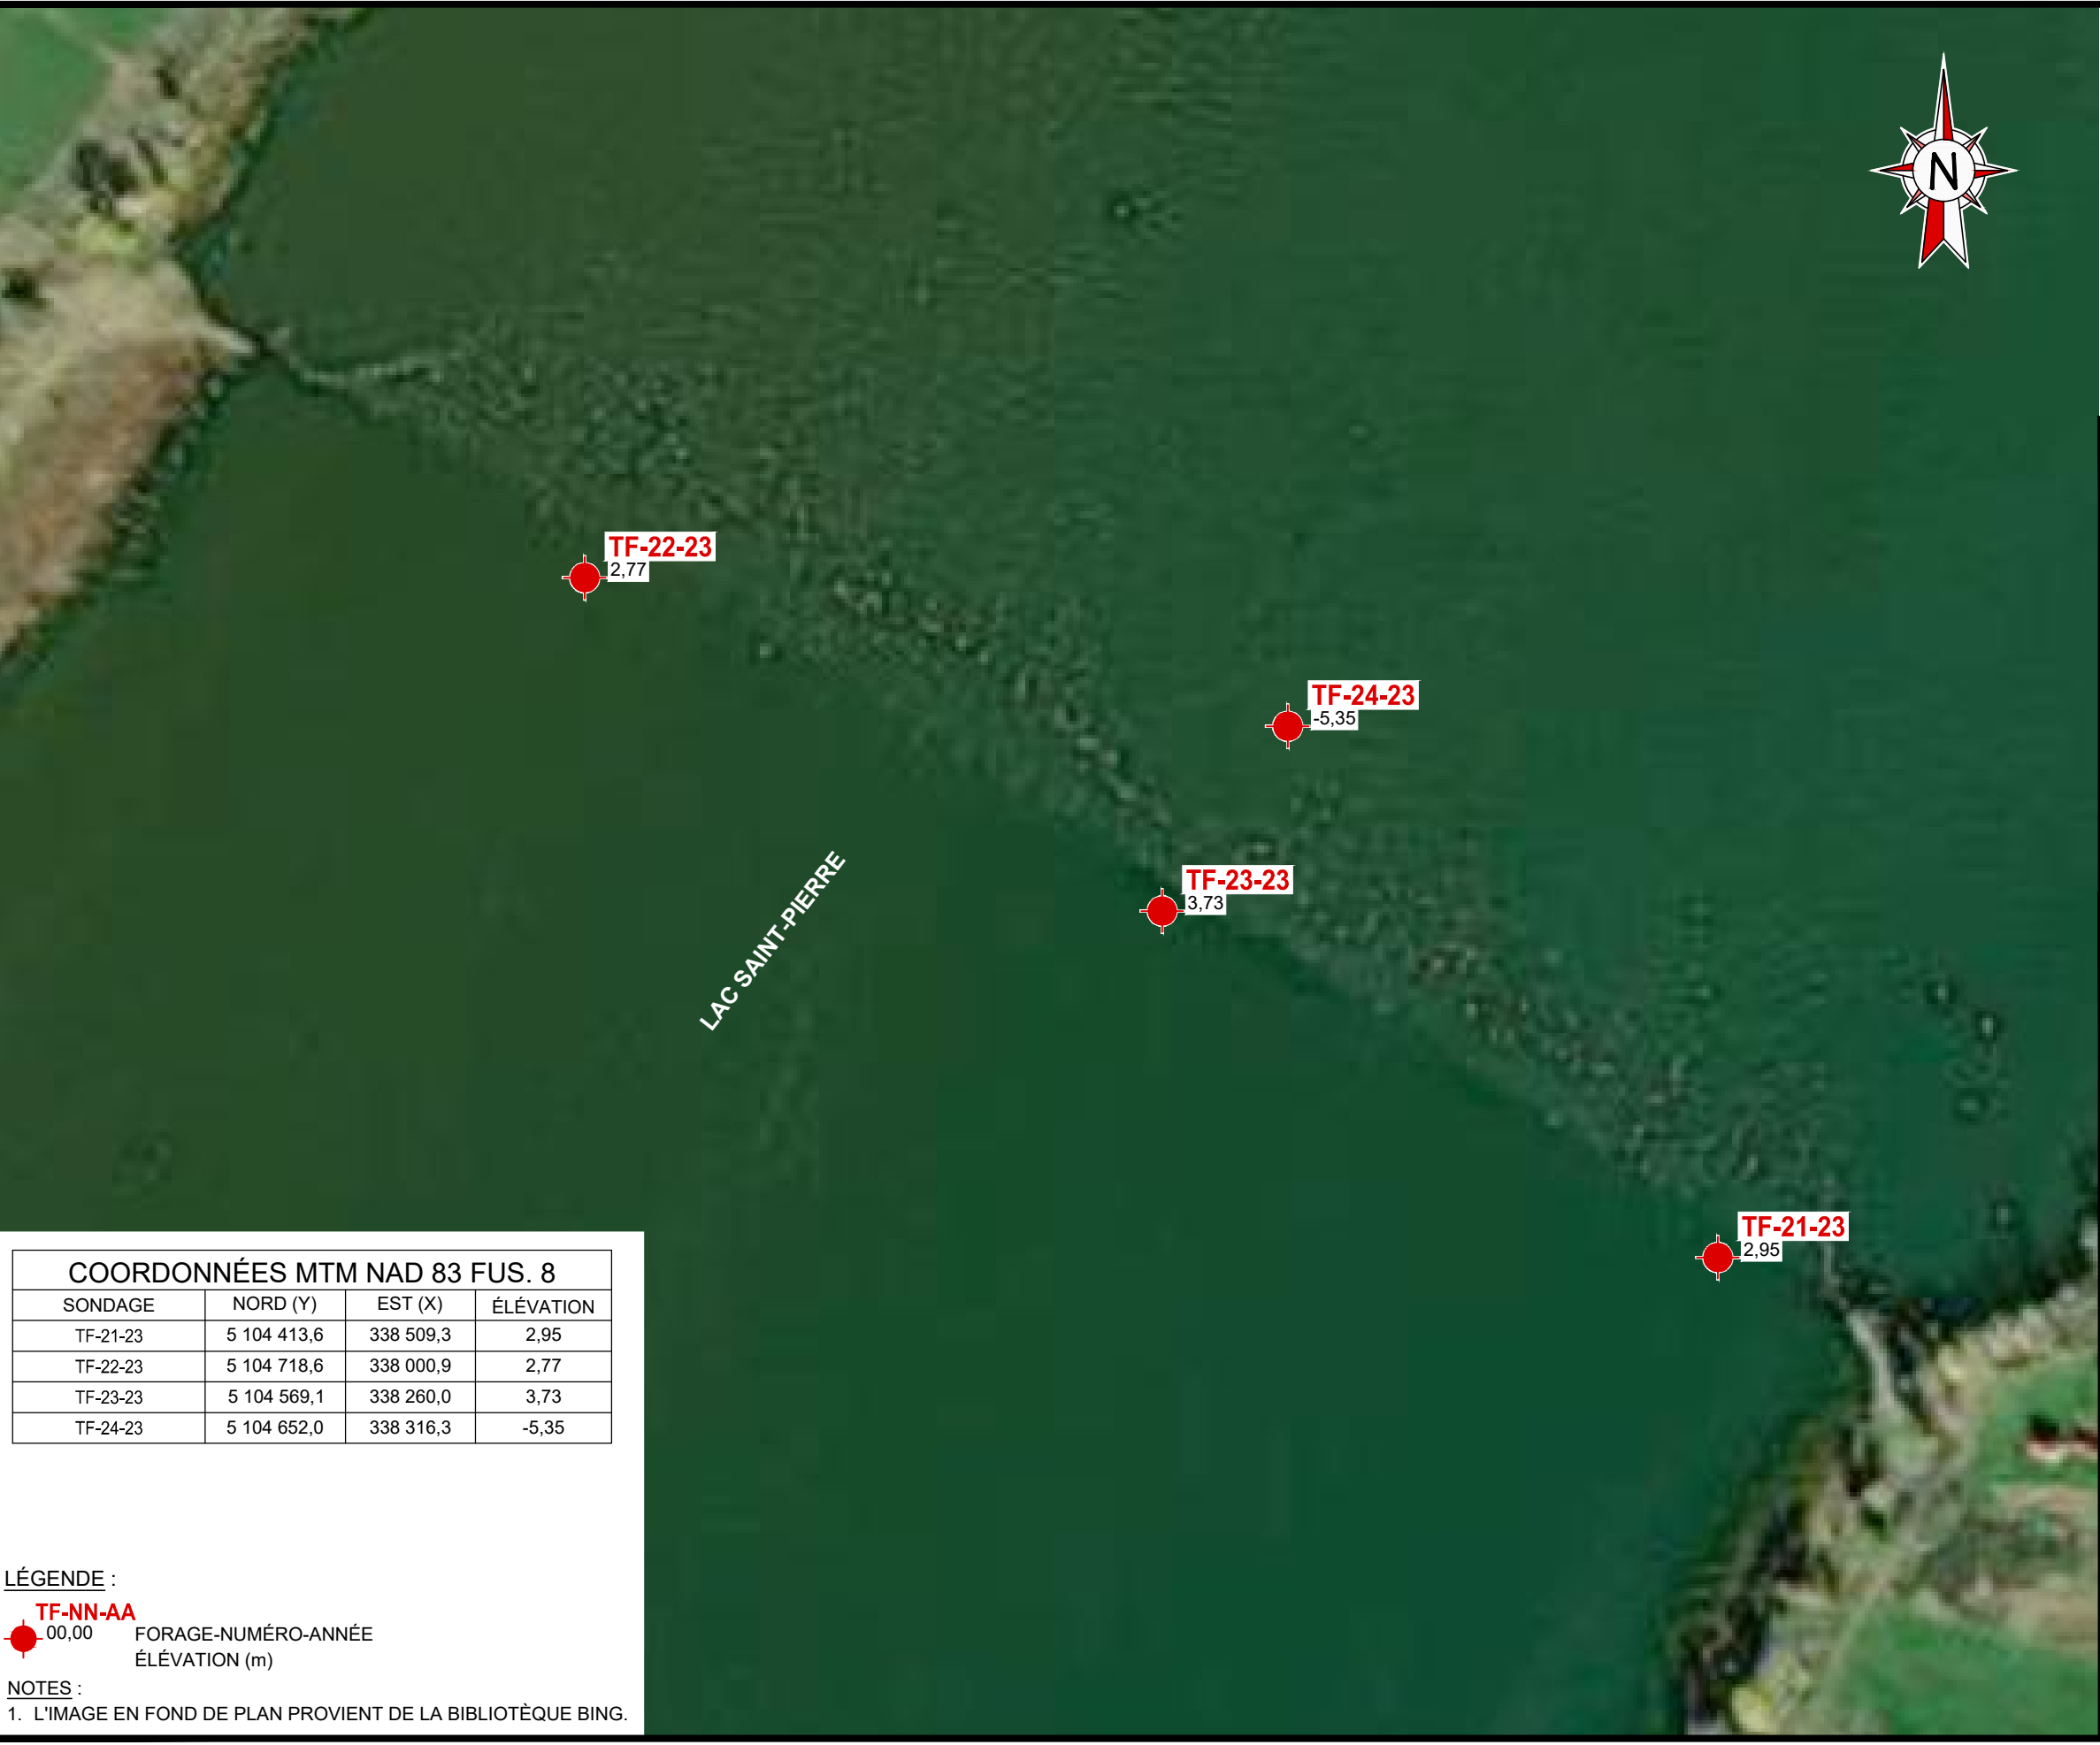 N
TF-22-23
2,77
TF-24-23
-5,35
TF-23-23
3,73
LAC SAINT-PIERRE
TF-21-23
2,95
COORDONNÉES MTM NAD 83 FUS. 8
SONDAGE NORD (Y) EST (X) ÉLÉVATION
TF-21-23 5 104 413,6 338 509,3 2,95
TF-22-23 5 104 718,6 338 000,9 2,77
TF-23-23 5 104 569,1 338 260,0 3,73
TF-24-23 5 104 652,0 338 316,3 -5,35
LÉGENDE :
TF-NN-AA
00,00 FORAGE-NUMÉRO-ANNÉE
ÉLÉVATION (m)
NOTES :
1. L'IMAGE EN FOND DE PLAN PROVIENT DE LA BIBLIOTÈQUE BING.